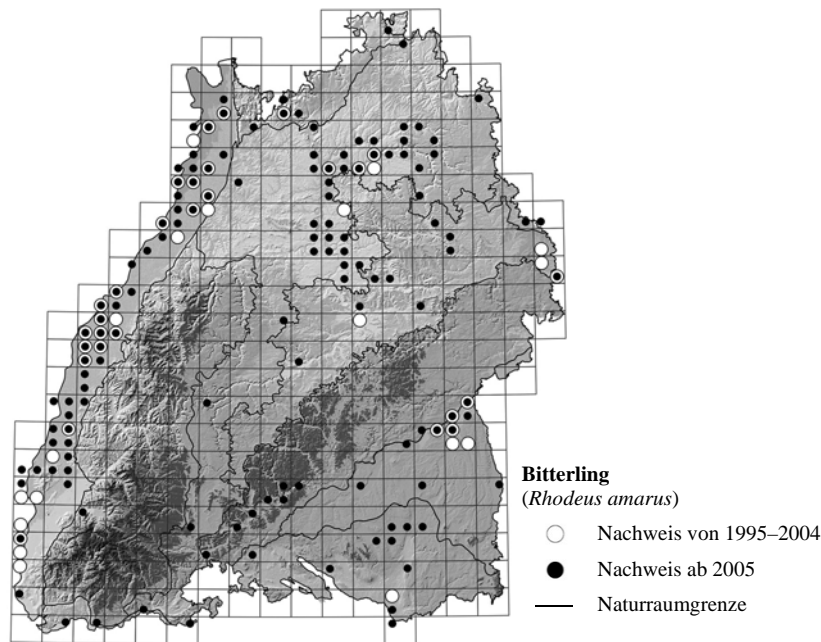 Bitterling
(Rhodeus amarus)
Nachweis von 1995–2004
Nachweis ab 2005
Naturraumgrenze